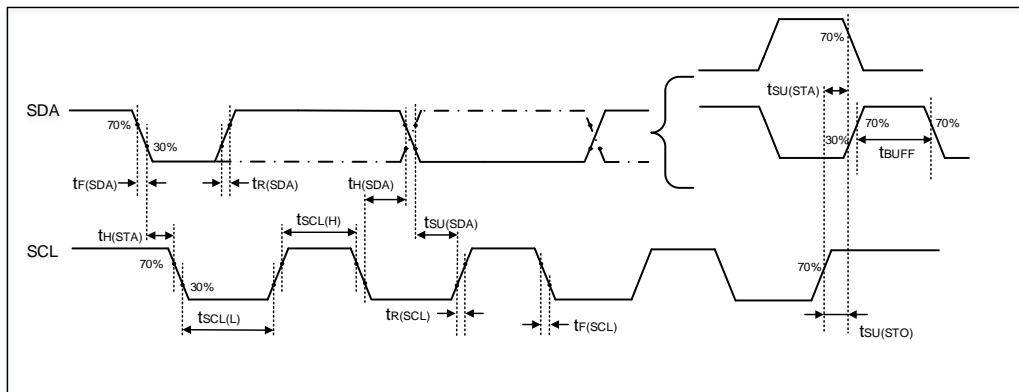 70%
tSU(STA)
SDA
70%
30%
30%
70%
70%
tBUFF
tF(SDA)
tR(SDA)
tH(SDA)
tSCL(H)
tSU(SDA)
tH(STA)
SCL
70%
70%
30%
tSCL(L)
tR(SCL)
tF(SCL)
tSU(STO)